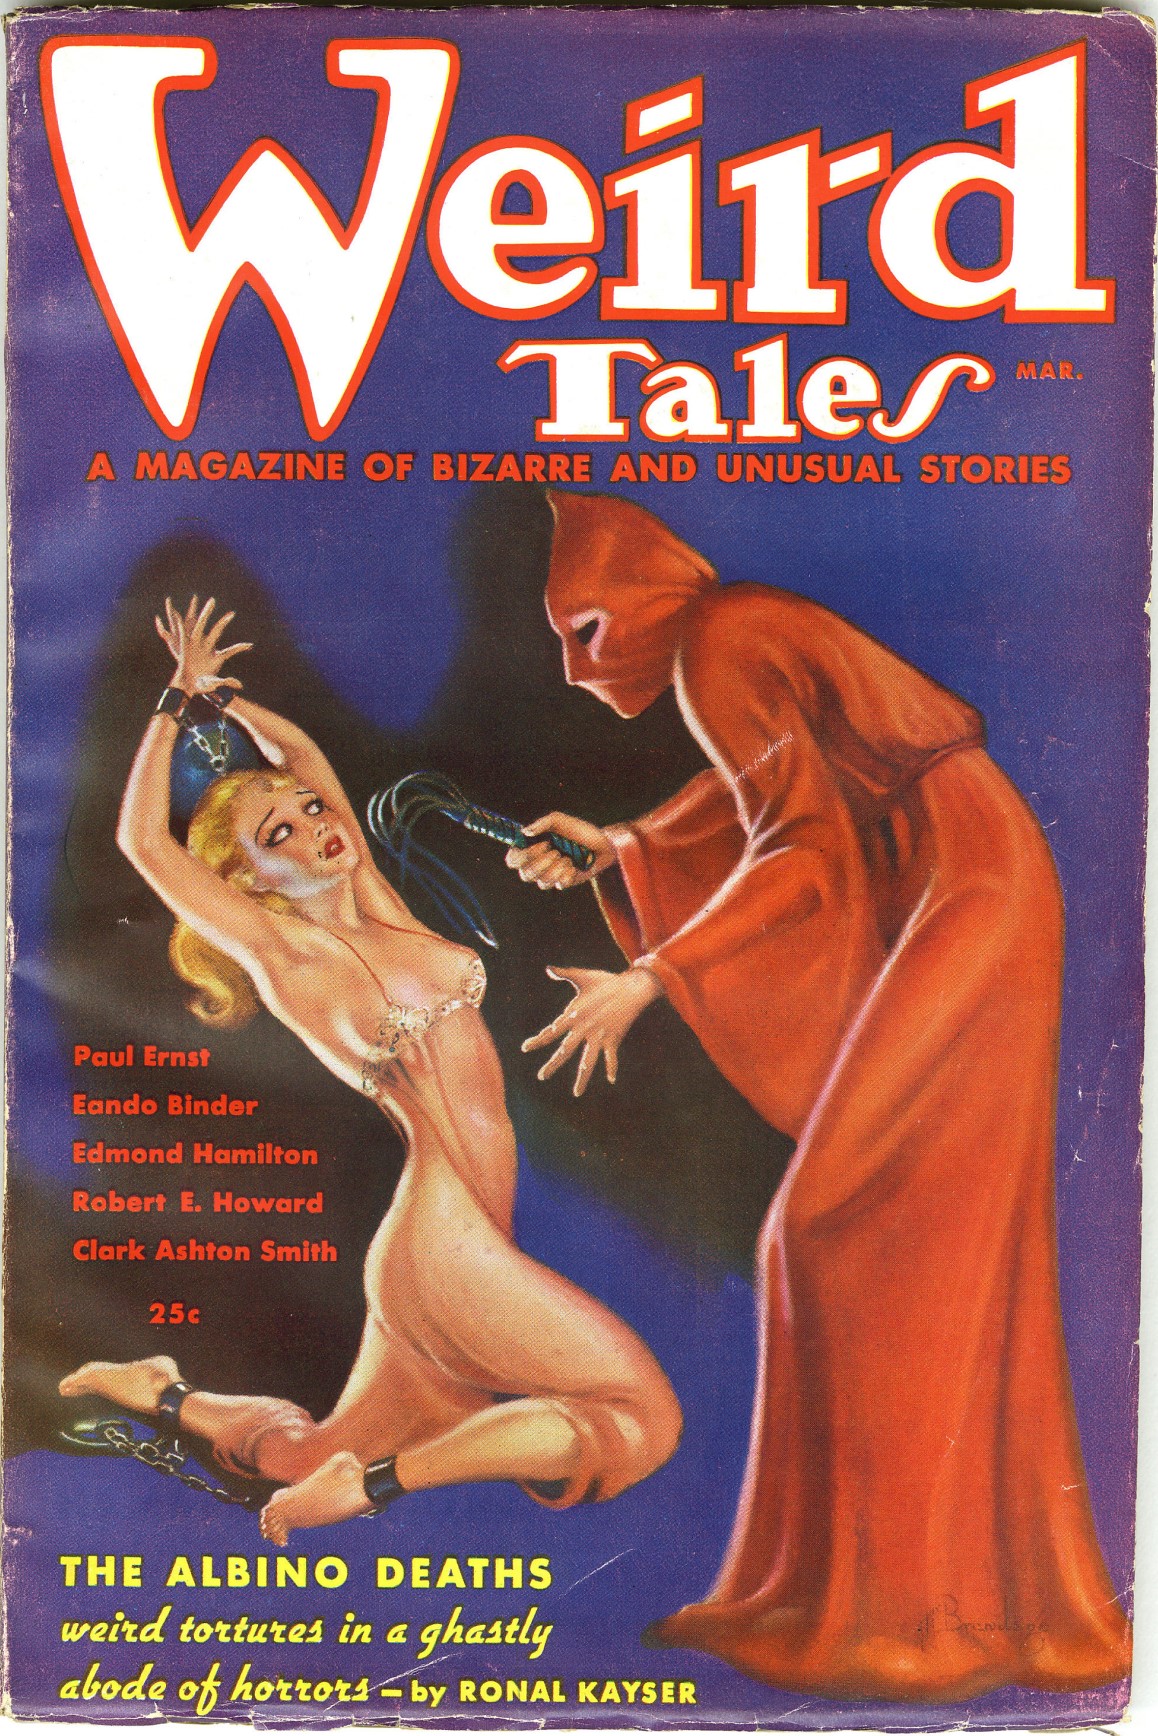 Weird
Tales
MAR.
A MAGAZINE OF BIZARRE AND UNUSUAL STORIES
Paul Ernst
Eando Binder
Edmond Hamilton
Robert E. Howard
Clark Ashton Smith
25c
THE ALBINO DEATHS
weird tortures in a ghastly
abode of horrors – by RONAL KAYSER